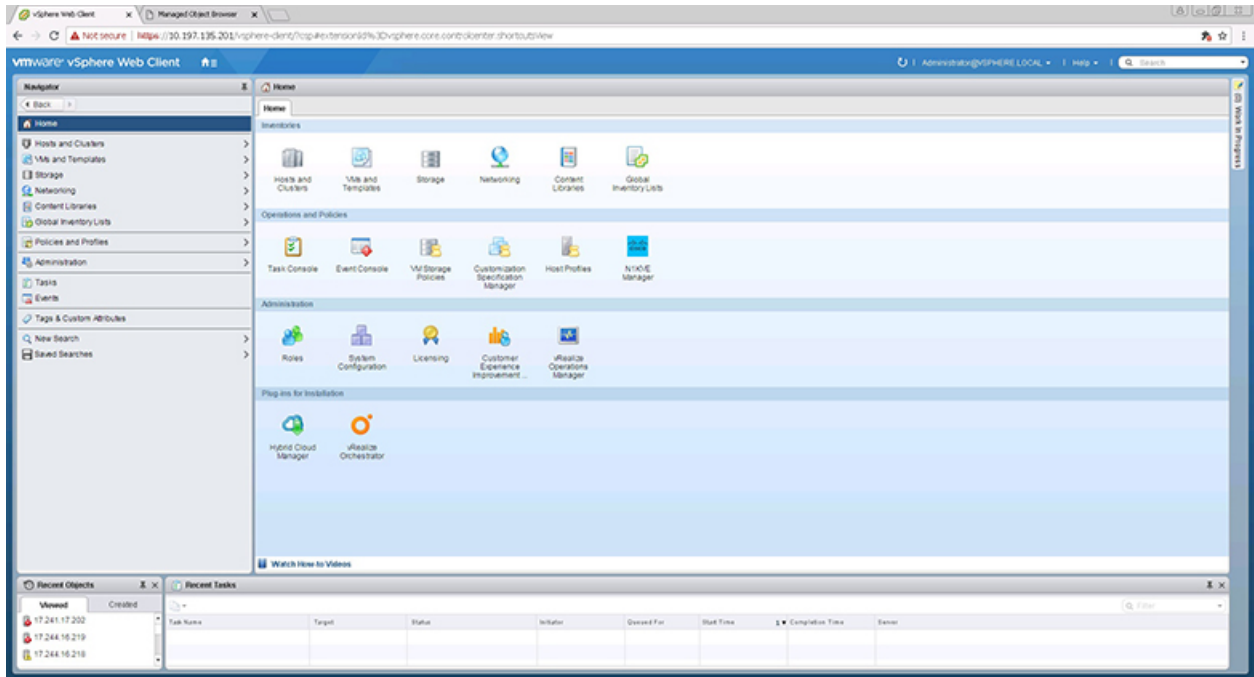 vSphere Web Client
Managed Object Browser
Not secure | https://10.197.135.201/vsphere-client/?csp#extensionId%3Dvsphere.core.controlcenter.shortcutsView
vmware® vSphere Web Client
Administrator@VSPHERE.LOCAL
Help
Search
Navigator
Back
Home
Hosts and Clusters
VMs and Templates
Storage
Networking
Content Libraries
Global Inventory Lists
Policies and Profiles
Administration
Tasks
Events
Tags & Custom Attributes
New Search
Saved Searches
Home
Home
Inventories
Hosts and
Clusters
VMs and
Templates
Storage
Networking
Content
Libraries
Global
Inventory Lists
Operations and Policies
Task Console
Event Console
VM Storage
Policies
Customization
Specification
Manager
Host Profiles
N1KVE
Manager
Administration
Roles
System
Configuration
Licensing
Customer
Experience
Improvement ...
vRealize
Operations
Manager
Plug-ins for Installation
Hybrid Cloud
Manager
vRealize
Orchestrator
Watch How-to Videos
Work In Progress
Recent Objects
Viewed
Created
17.241.17.202
17.244.16.219
17.244.16.218
Recent Tasks
Filter
Task Name
Target
Status
Initiator
Queued For
Start Time
Completion Time
Server